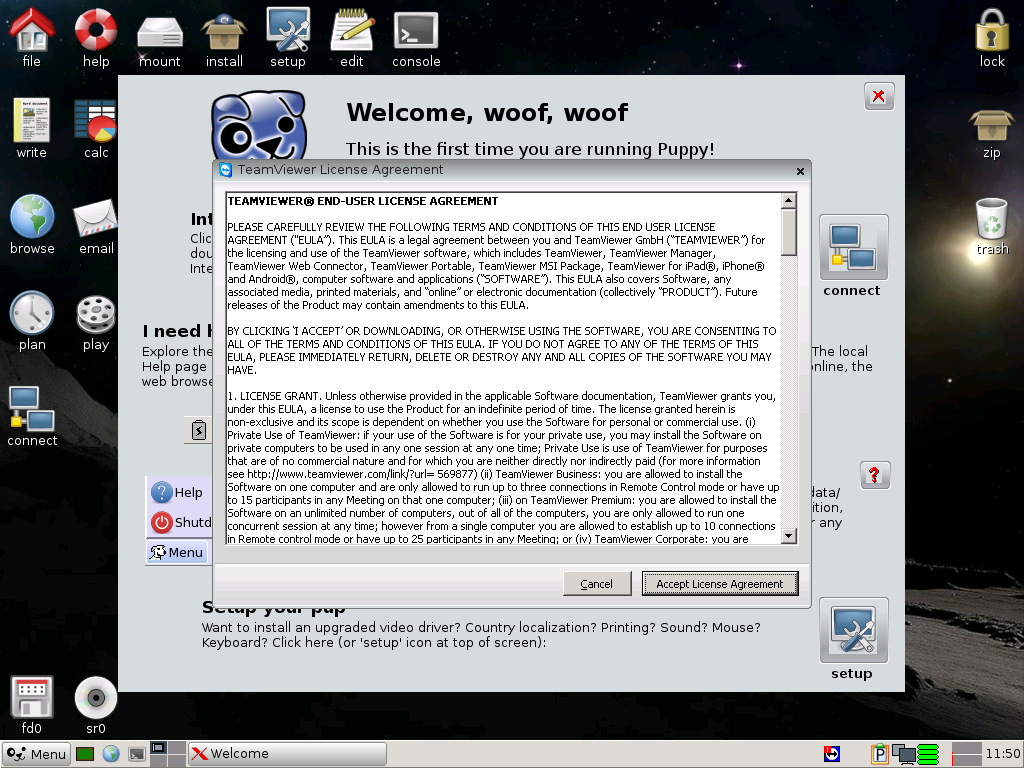 file
help
mount
install
setup
edit
console
lock
write
calc
zip
browse
email
trash
plan
play
connect
fd0
sr0
Welcome, woof, woof
This is the first time you are running Puppy!
Int
Clic
dou
Inte
connect
I need h
Explore the
The local
Help page
online, the
web browse
Help
Shutd
Menu
data/
ition,
r any
TeamViewer License Agreement
TEAMVIEWER® END-USER LICENSE AGREEMENT
PLEASE CAREFULLY REVIEW THE FOLLOWING TERMS AND CONDITIONS OF THIS END USER LICENSE
AGREEMENT ("EULA"). This EULA is a legal agreement between you and TeamViewer GmbH ("TEAMVIEWER") for
the licensing and use of the TeamViewer software, which includes TeamViewer, TeamViewer Manager,
TeamViewer Web Connector, TeamViewer Portable, TeamViewer MSI Package, TeamViewer for iPad®, iPhone®
and Android®, computer software and applications ("SOFTWARE"). This EULA also covers Software, any
associated media, printed materials, and "online" or electronic documentation (collectively "PRODUCT"). Future
releases of the Product may contain amendments to this EULA.
BY CLICKING 'I ACCEPT' OR DOWNLOADING, OR OTHERWISE USING THE SOFTWARE, YOU ARE CONSENTING TO
ALL OF THE TERMS AND CONDITIONS OF THIS EULA. IF YOU DO NOT AGREE TO ANY OF THE TERMS OF THIS
EULA, PLEASE IMMEDIATELY RETURN, DELETE OR DESTROY ANY AND ALL COPIES OF THE SOFTWARE YOU MAY
HAVE.
1. LICENSE GRANT. Unless otherwise provided in the applicable Software documentation, TeamViewer grants you,
under this EULA, a license to use the Product for an indefinite period of time. The license granted herein is
non-exclusive and its scope is dependent on whether you use the Software for personal or commercial use. (i)
Private Use of TeamViewer: if your use of the Software is for your private use, you may install the Software on
private computers to be used in any one session at any one time; Private Use is use of TeamViewer for purposes
that are of no commercial nature and for which you are neither directly nor indirectly paid (for more information
see http://www.teamviewer.com/link/?url= 569877) (ii) TeamViewer Business: you are allowed to install the
Software on one computer and are only allowed to run up to three connections in Remote Control mode or have up
to 15 participants in any Meeting on that one computer; (iii) on TeamViewer Premium: you are allowed to install the
Software on an unlimited number of computers, out of all of the computers, you are only allowed to run one
concurrent session at any time; however from a single computer you are allowed to establish up to 10 connections
in Remote control mode or have up to 25 participants in any Meeting; or (iv) TeamViewer Corporate: you are
Cancel
Accept License Agreement
Setup your pup
Want to install an upgraded video driver? Country localization? Printing? Sound? Mouse?
Keyboard? Click here (or 'setup' icon at top of screen):
setup
Menu
Welcome
11:50